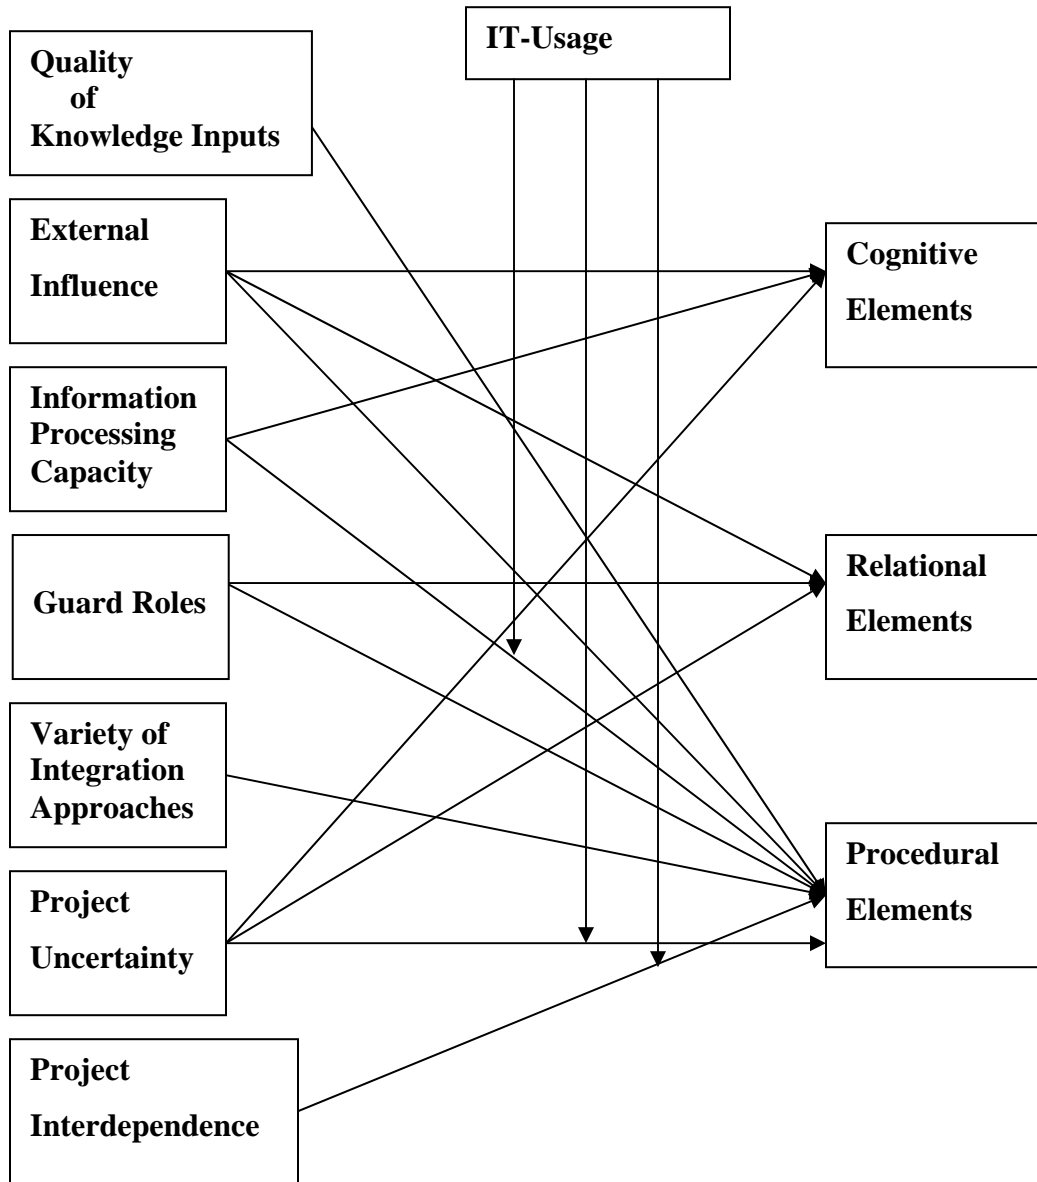 IT-Usage
Quality
of
Knowledge Inputs
External
Influence
Cognitive
Elements
Information
Processing
Capacity
Guard Roles
Relational
Elements
Variety of
Integration
Approaches
Procedural
Elements
Project
Uncertainty
Project
Interdependence